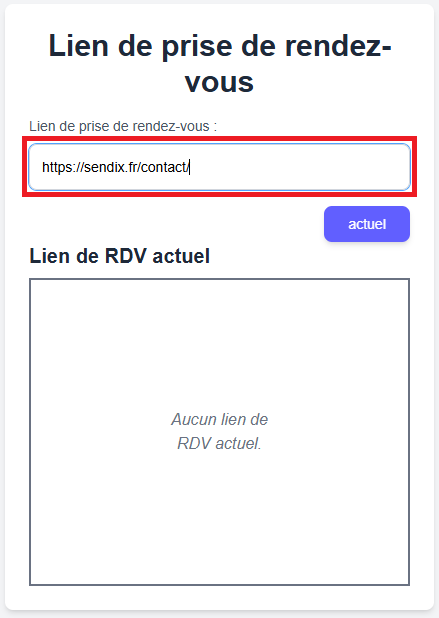 Lien de prise de rendez-
vous
Lien de prise de rendez-vous :
https://sendix.fr/contact/
actuel
Lien de RDV actuel
Aucun lien de
RDV actuel.